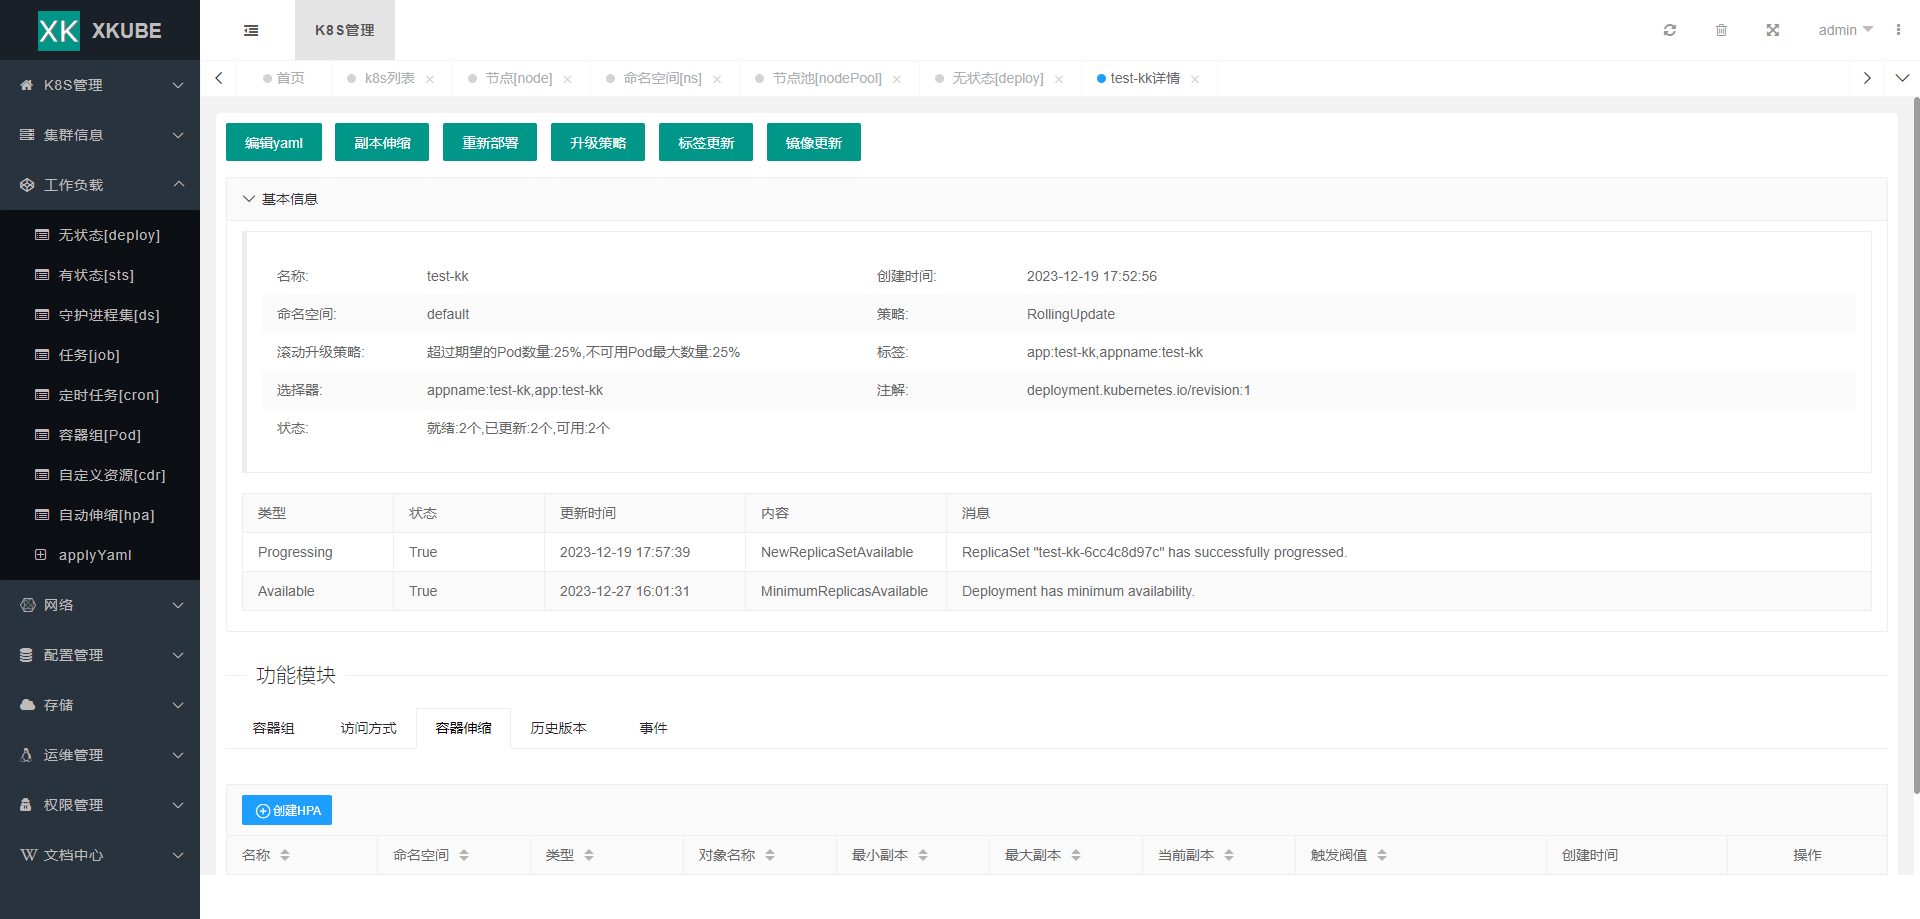 XK XKUBE
K8S管理
admin
首页 k8s列表 节点[node] 命名空间[ns] 节点池[nodePool] 无状态[deploy] test-kk详情
K8S管理
集群信息
工作负载
无状态[deploy]
有状态[sts]
守护进程集[ds]
任务[job]
定时任务[cron]
容器组[Pod]
自定义资源[cdr]
自动伸缩[hpa]
applyYaml
网络
配置管理
存储
运维管理
权限管理
文档中心
编辑yaml 副本伸缩 重新部署 升级策略 标签更新 镜像更新
基本信息
名称: test-kk 创建时间: 2023-12-19 17:52:56
命名空间: default 策略: RollingUpdate
滚动升级策略: 超过期望的Pod数量:25%,不可用Pod最大数量:25% 标签: app:test-kk,appname:test-kk
选择器: appname:test-kk,app:test-kk 注解: deployment.kubernetes.io/revision:1
状态: 就绪:2个,已更新:2个,可用:2个
类型 状态 更新时间 内容 消息
Progressing True 2023-12-19 17:57:39 NewReplicaSetAvailable ReplicaSet "test-kk-6cc4c8d97c" has successfully progressed.
Available True 2023-12-27 16:01:31 MinimumReplicasAvailable Deployment has minimum availability.
功能模块
容器组 访问方式 容器伸缩 历史版本 事件
创建HPA
名称 命名空间 类型 对象名称 最小副本 最大副本 当前副本 触发阀值 创建时间 操作